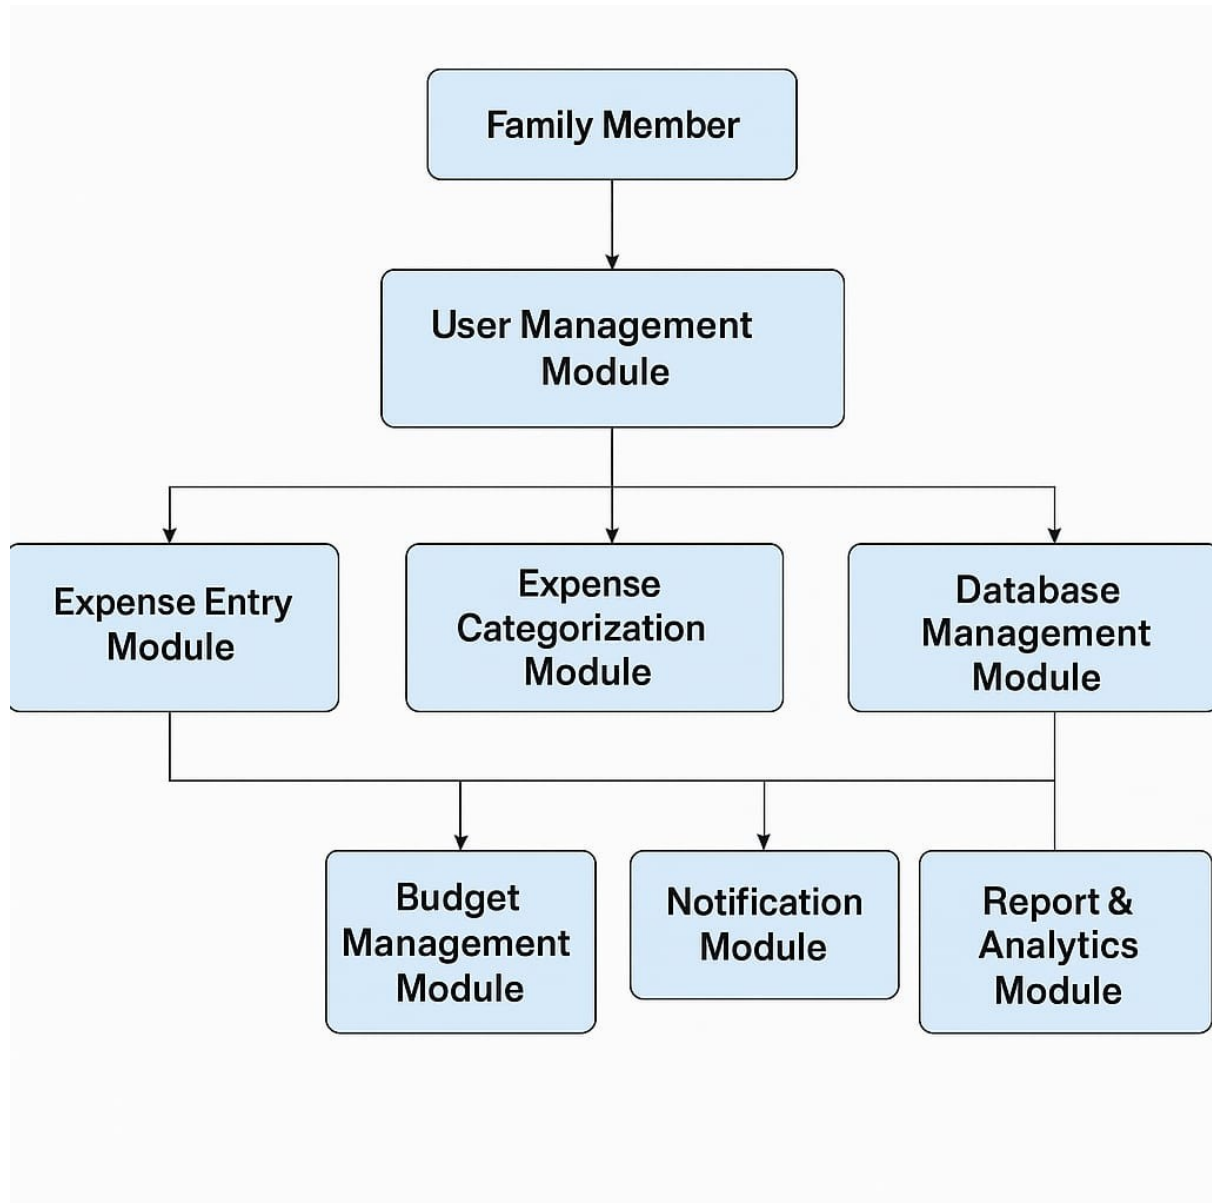 Family Member
User Management
Module
Expense Entry
Module
Expense
Categorization
Module
Database
Management
Module
Budget
Management
Module
Notification
Module
Report &
Analytics
Module